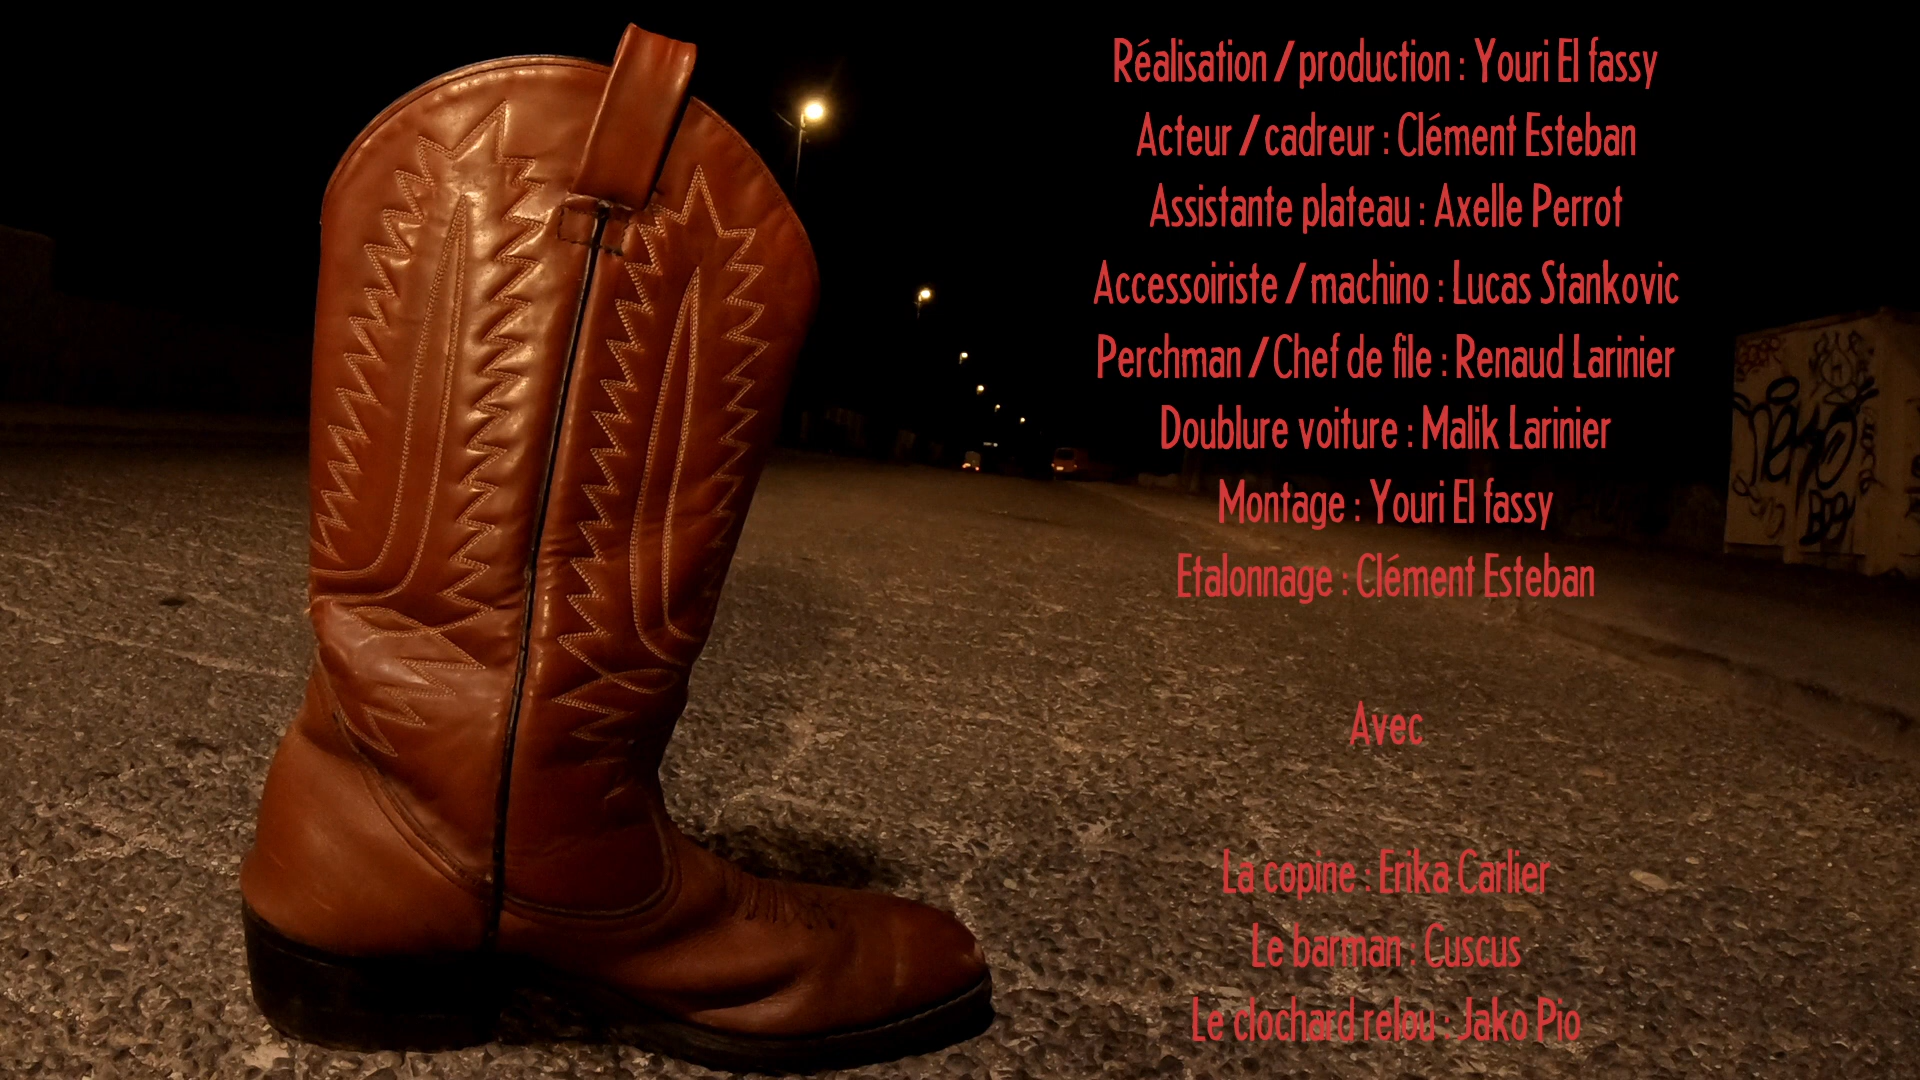 Réalisation / production : Youri El fassy
Acteur / cadreur : Clément Esteban
Assistante plateau : Axelle Perrot
Accessoiriste / machino : Lucas Stankovic
Perchman / Chef de file : Renaud Larinier
Doublure voiture : Malik Larinier
Montage : Youri El fassy
Etalonnage : Clément Esteban
Avec
La copine : Erika Carlier
Le barman : Cuscus
Le clochard relou : Jako Pio